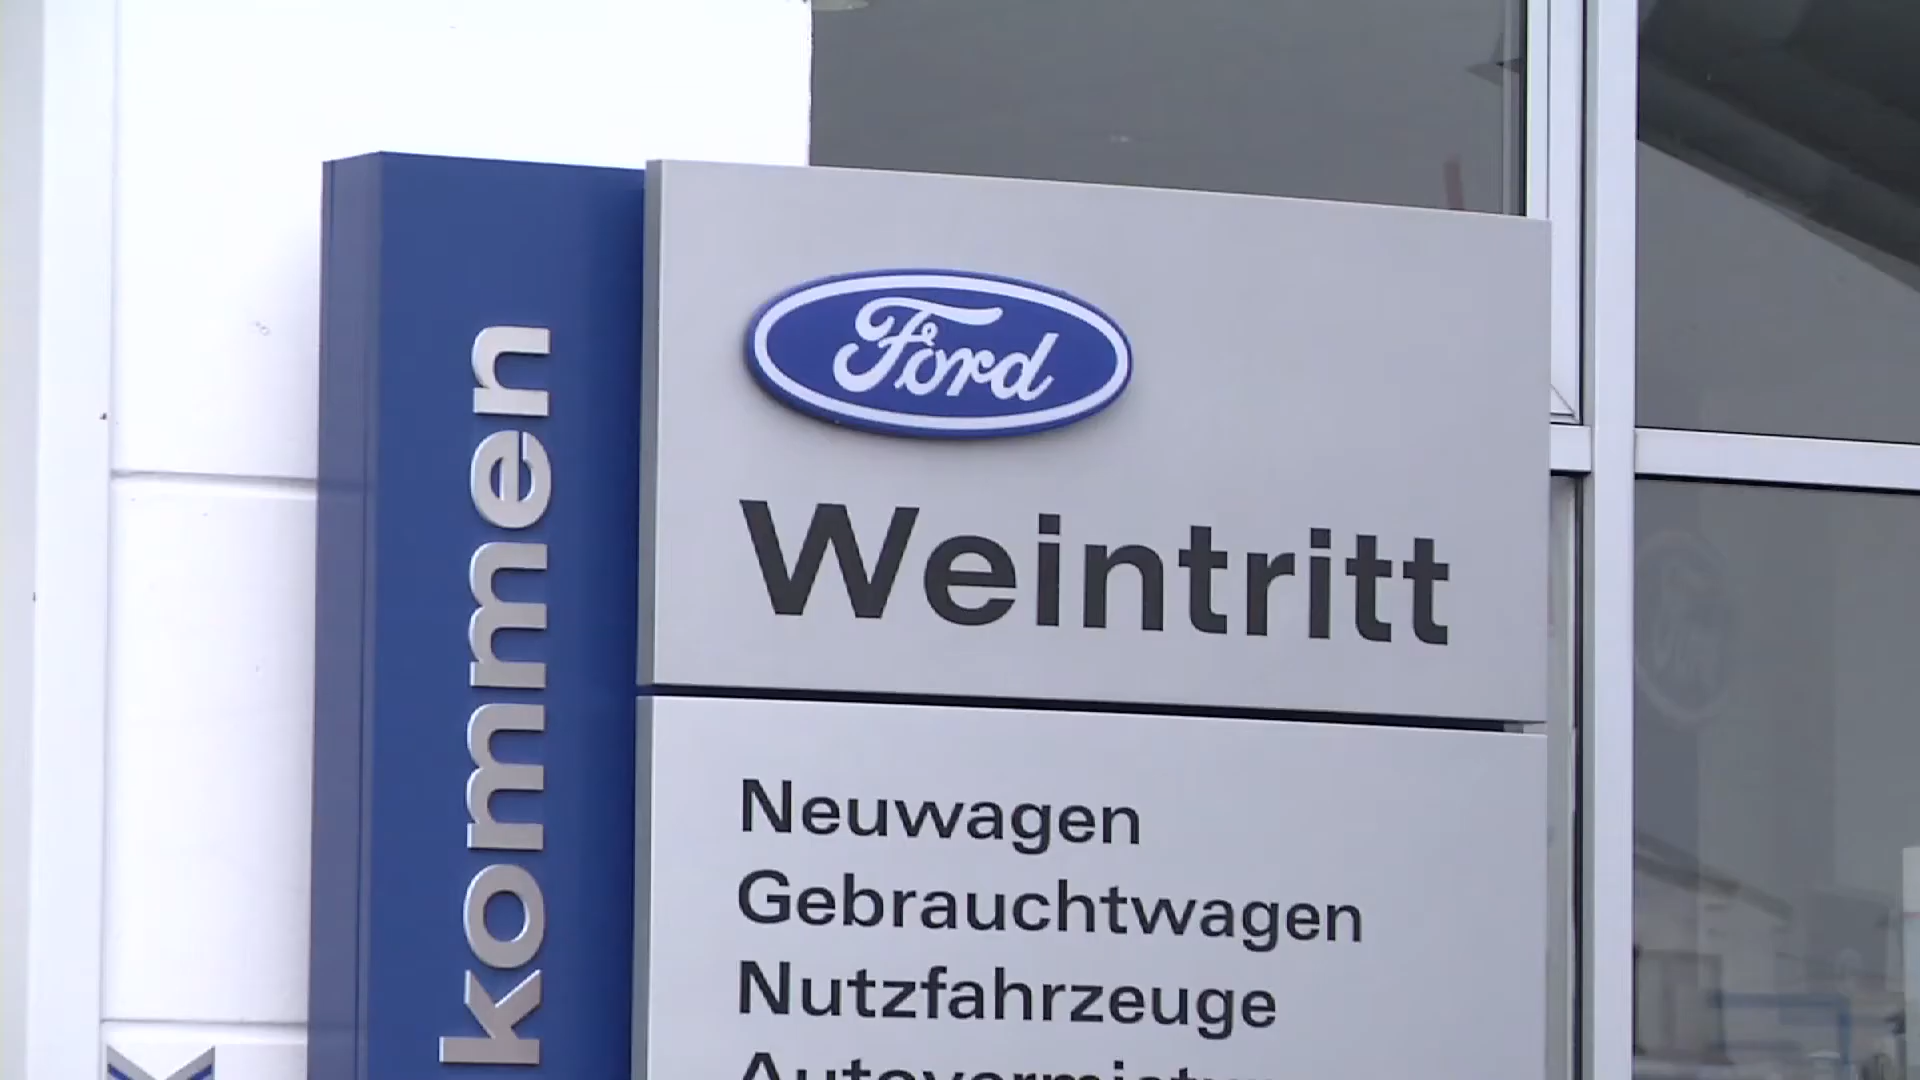 kommen
Ford
Weintritt
Neuwagen
Gebrauchtwagen
Nutzfahrzeuge